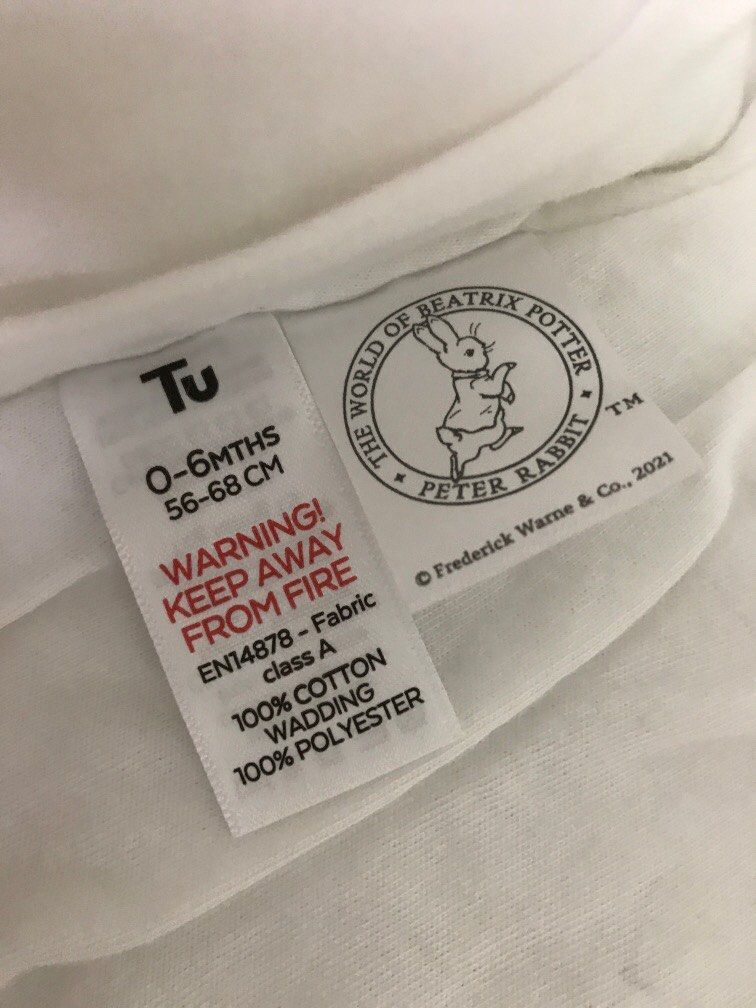 Tu
0-6MTHS
56-68 CM
WARNING!
KEEP AWAY
FROM FIRE
EN14878 - Fabric
class A
100% COTTON
WADDING
100% POLYESTER
THE WORLD OF BEATRIX POTTER
PETER RABBIT
TM
© Frederick Warne & Co., 2021